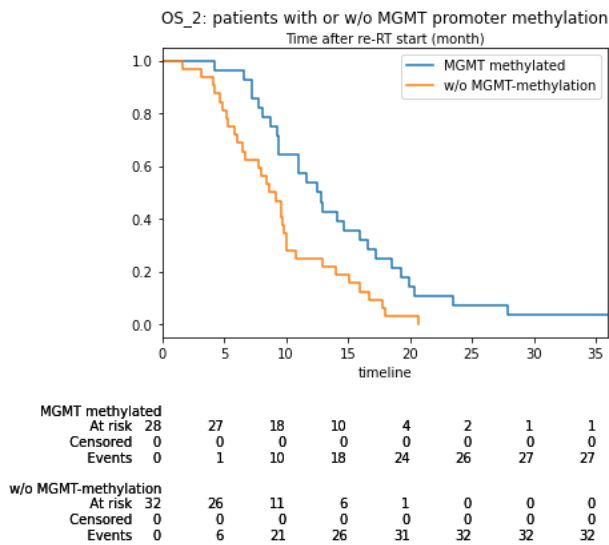 OS_2: patients with or w/o MGMT promoter methylation
Time after re-RT start (month)
MGMT methylated
w/o MGMT-methylation
1.0
0.8
0.6
0.4
0.2
0.0
0 5 10 15 20 25 30 35
timeline
MGMT methylated
At risk 28 27 18 10 4 2 1 1
Censored 0 0 0 0 0 0 0 0
Events 0 1 10 18 24 26 27 27
w/o MGMT-methylation
At risk 32 26 11 6 1 0 0 0
Censored 0 0 0 0 0 0 0 0
Events 0 6 21 26 31 32 32 32